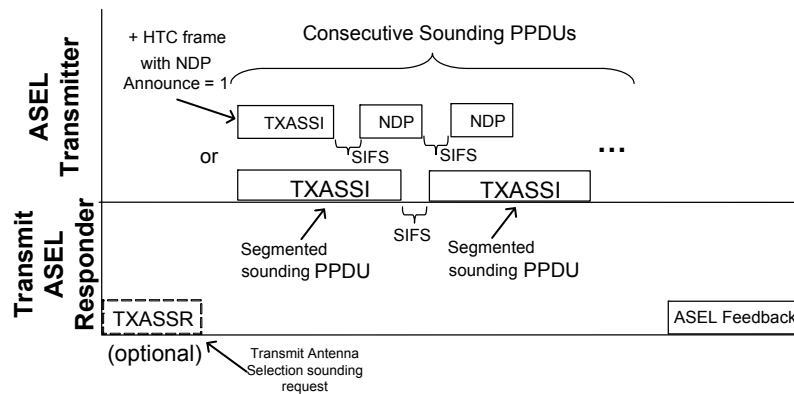 + HTC frame
with NDP
Announce = 1
Consecutive Sounding PPDUs
ASEL
Transmitter
TXASSI
NDP
NDP
SIFS
SIFS
...
or
TXASSI
TXASSI
SIFS
Segmented
sounding PPDU
Segmented
sounding PPDU
Transmit
ASEL
Responder
TXASSR
(optional)
Transmit Antenna
Selection sounding
request
ASEL Feedback